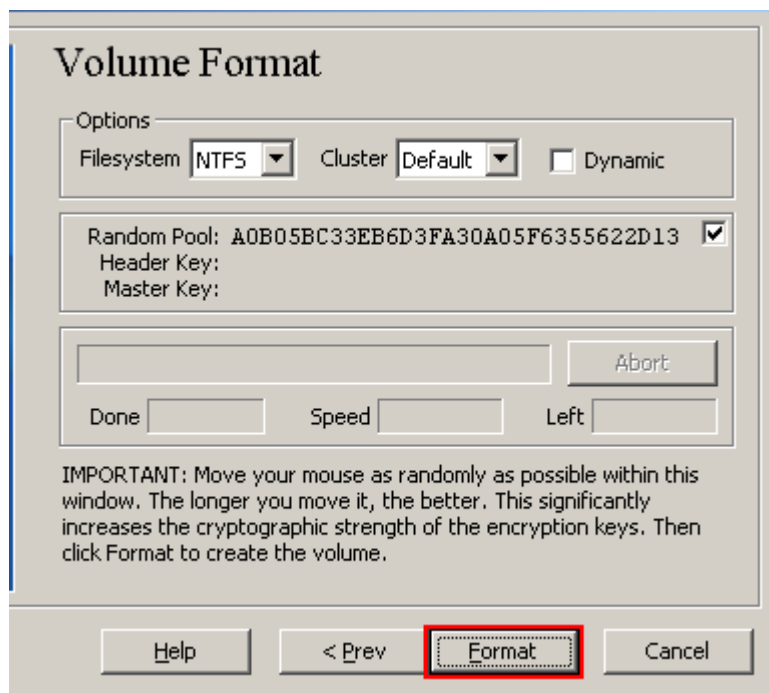 Volume Format
Options
Filesystem NTFS Cluster Default Dynamic
Random Pool: A0B05BC33EB6D3FA30A05F6355622D13
Header Key:
Master Key:
Abort
Done Speed Left
IMPORTANT: Move your mouse as randomly as possible within this
window. The longer you move it, the better. This significantly
increases the cryptographic strength of the encryption keys. Then
click Format to create the volume.
Help < Prev Format Cancel